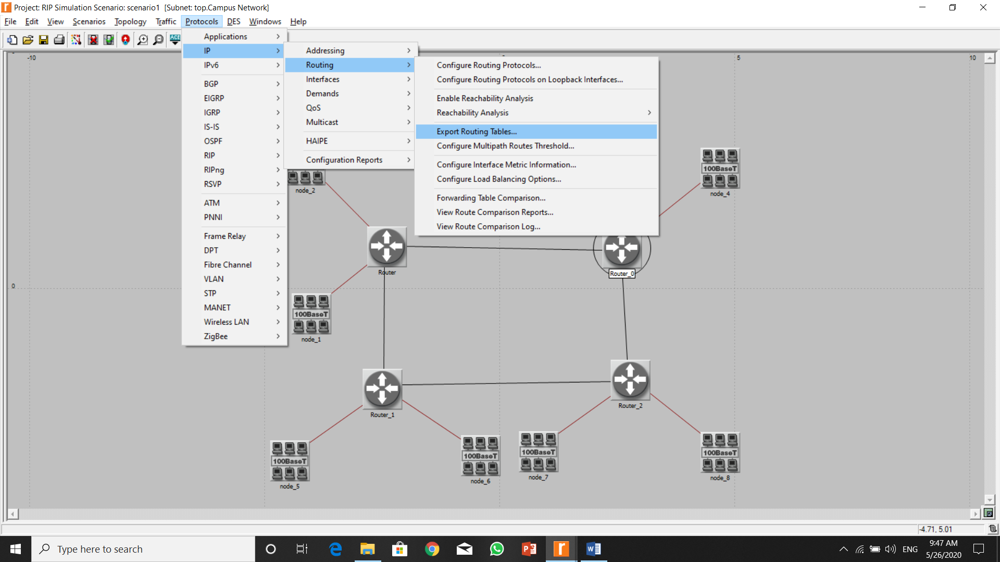 Project: RIP Simulation Scenario: scenario1 [Subnet: top.Campus Network]
File Edit View Scenarios Topology Traffic Protocols DES Windows Help
ACE
Applications
IP
IPv6
BGP
EIGRP
IGRP
IS-IS
OSPF
RIP
RIPng
RSVP
ATM
PNNI
Frame Relay
DPT
Fibre Channel
VLAN
STP
MANET
Wireless LAN
ZigBee
Addressing
Routing
Interfaces
Demands
QoS
Multicast
HAIPE
Configuration Reports
Configure Routing Protocols...
Configure Routing Protocols on Loopback Interfaces...
Enable Reachability Analysis
Reachability Analysis
Export Routing Tables...
Configure Multipath Routes Threshold...
Configure Interface Metric Information...
Configure Load Balancing Options...
Forwarding Table Comparison...
View Route Comparison Reports...
View Route Comparison Log...
-10
5
10
0
node_2
100BaseT
node_4
Router
Router_0
100BaseT
node_1
Router_1
Router_2
100BaseT
node_5
100BaseT
node_6
100BaseT
node_7
100BaseT
node_8
-4.71, 5.01
Type here to search
ENG
9:47 AM
5/26/2020